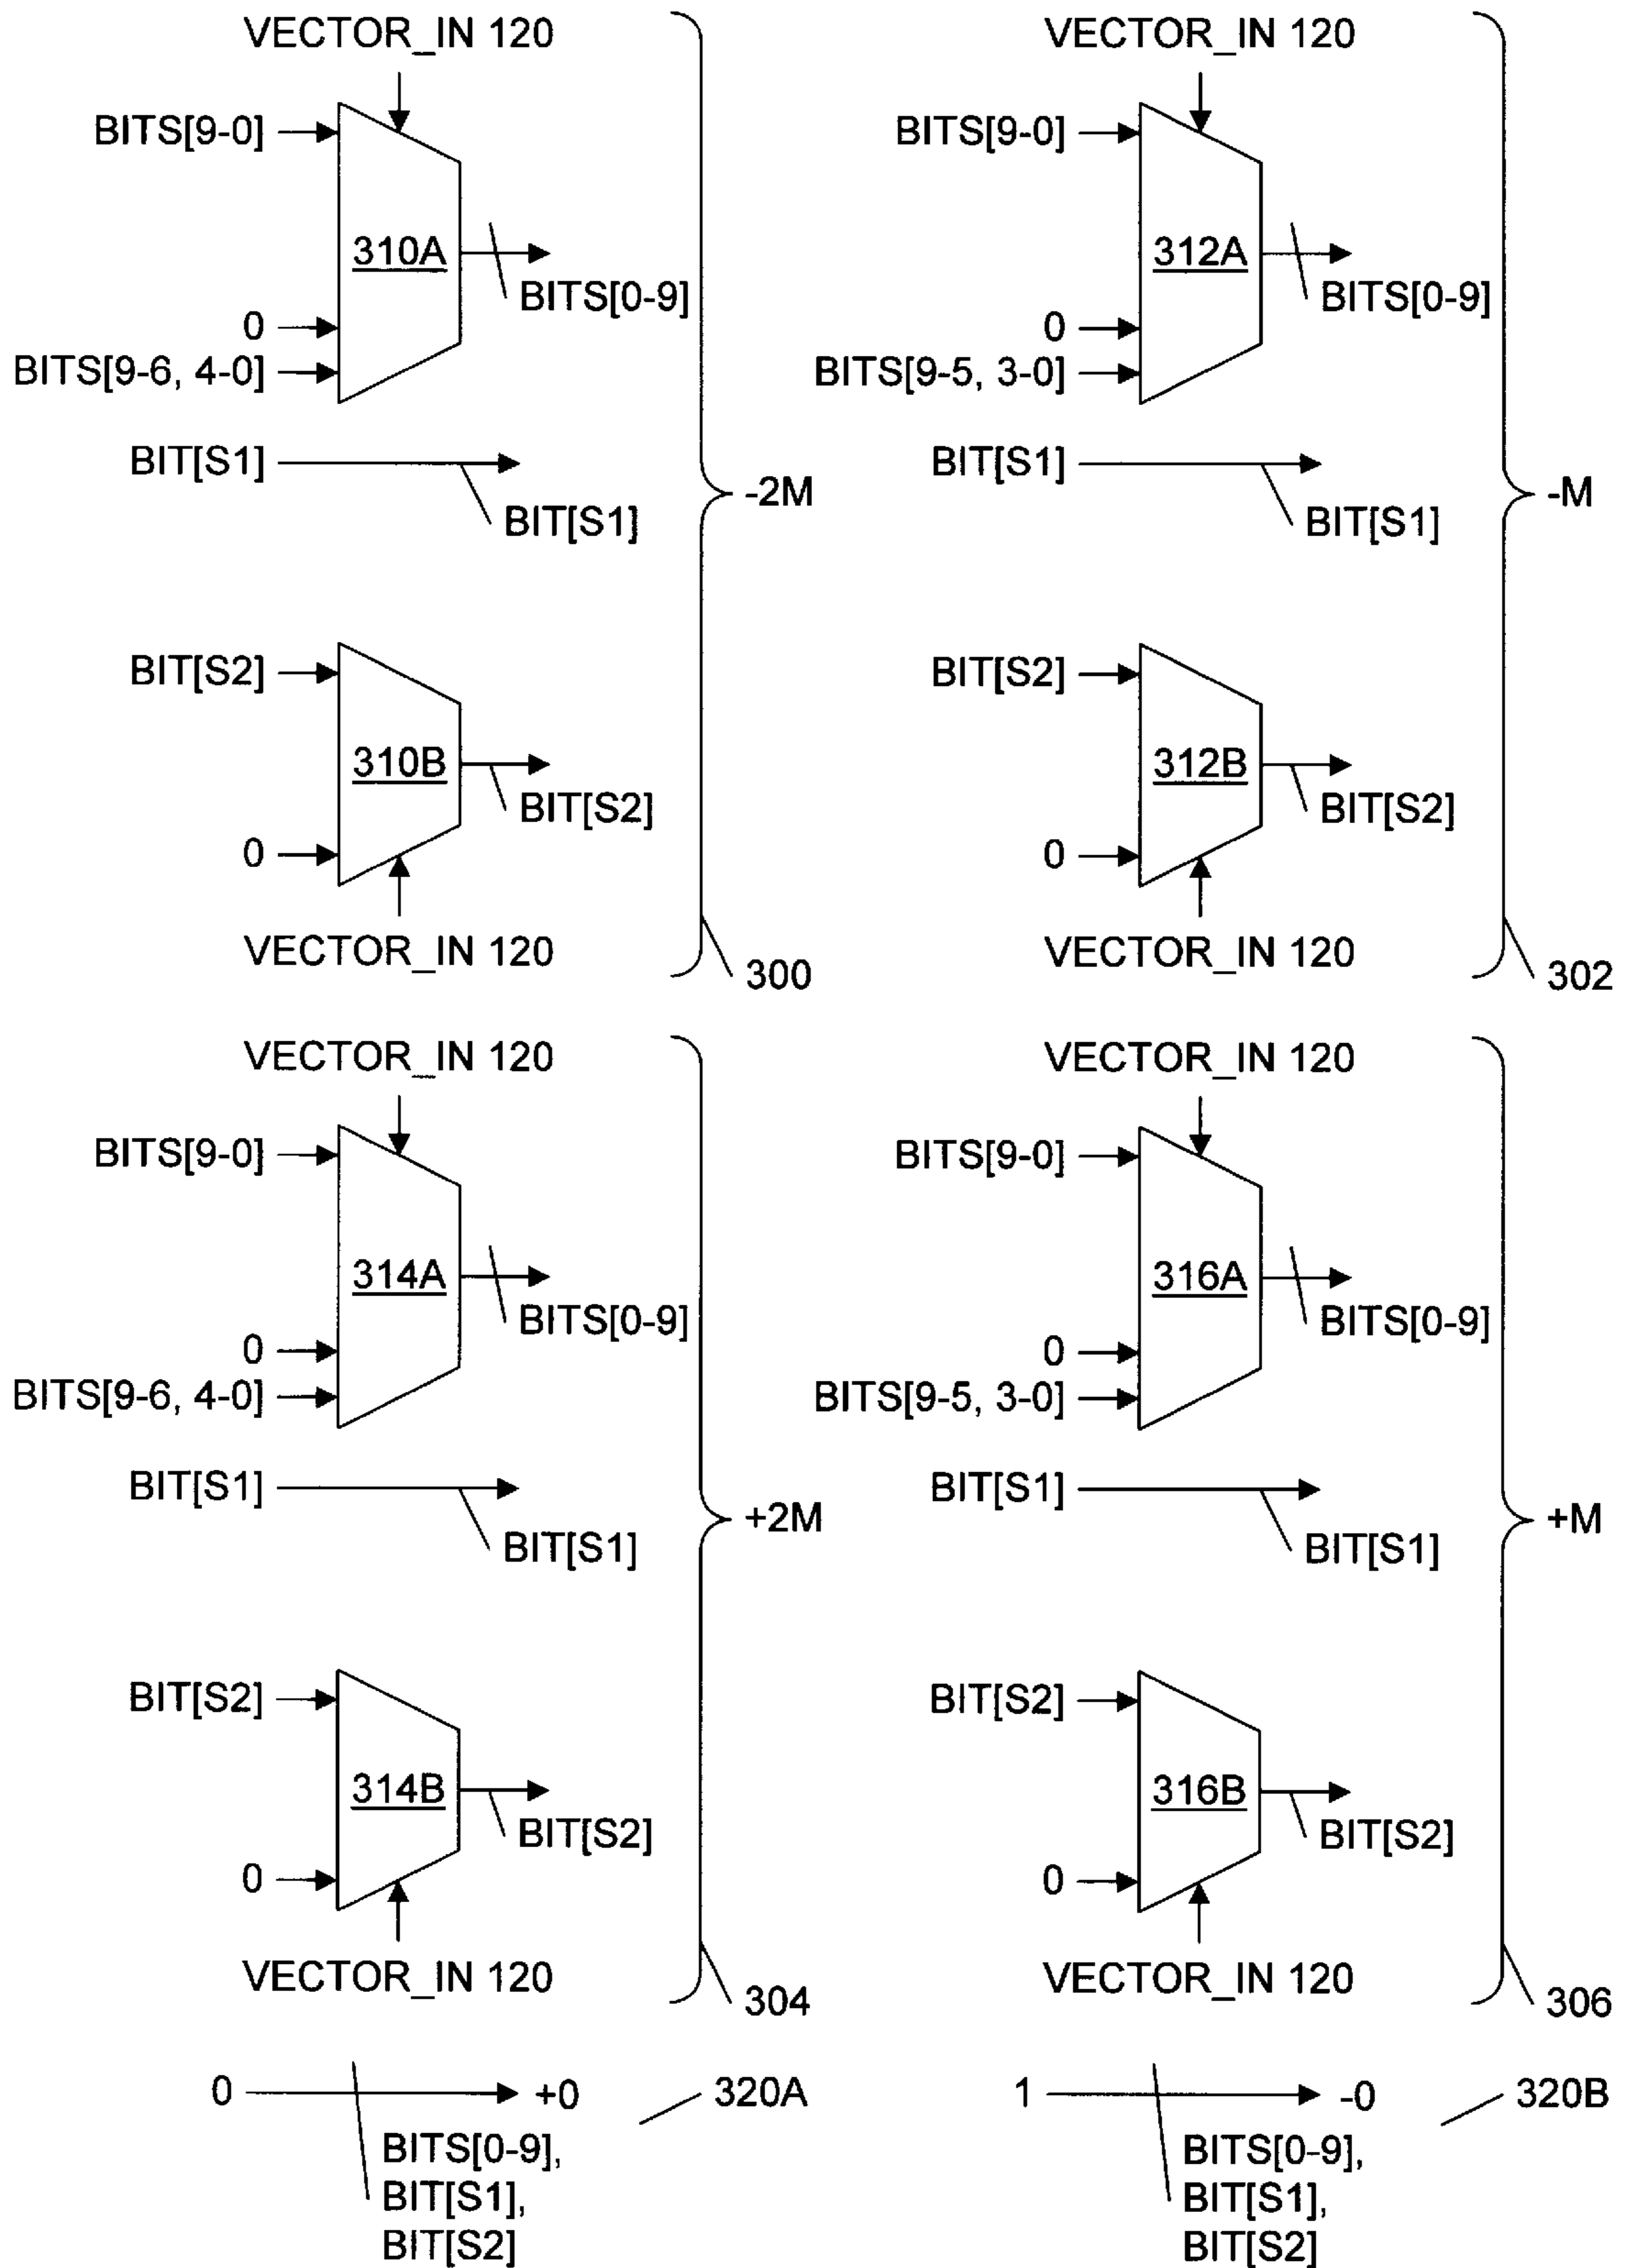 VECTOR_IN 120
BITS[9-0]
310A
BITS[0-9]
0
BITS[9-6, 4-0]
BIT[S1]
BIT[S1]
-2M
BIT[S2]
310B
BIT[S2]
0
VECTOR_IN 120
300
VECTOR_IN 120
BITS[9-0]
312A
BITS[0-9]
0
BITS[9-5, 3-0]
BIT[S1]
BIT[S1]
-M
BIT[S2]
312B
BIT[S2]
0
VECTOR_IN 120
302
VECTOR_IN 120
BITS[9-0]
314A
BITS[0-9]
0
BITS[9-6, 4-0]
BIT[S1]
BIT[S1]
+2M
BIT[S2]
314B
BIT[S2]
0
VECTOR_IN 120
304
VECTOR_IN 120
BITS[9-0]
316A
BITS[0-9]
0
BITS[9-5, 3-0]
BIT[S1]
BIT[S1]
+M
BIT[S2]
316B
BIT[S2]
0
VECTOR_IN 120
306
0
+0
320A
BITS[0-9],
BIT[S1],
BIT[S2]
1
-0
320B
BITS[0-9],
BIT[S1],
BIT[S2]